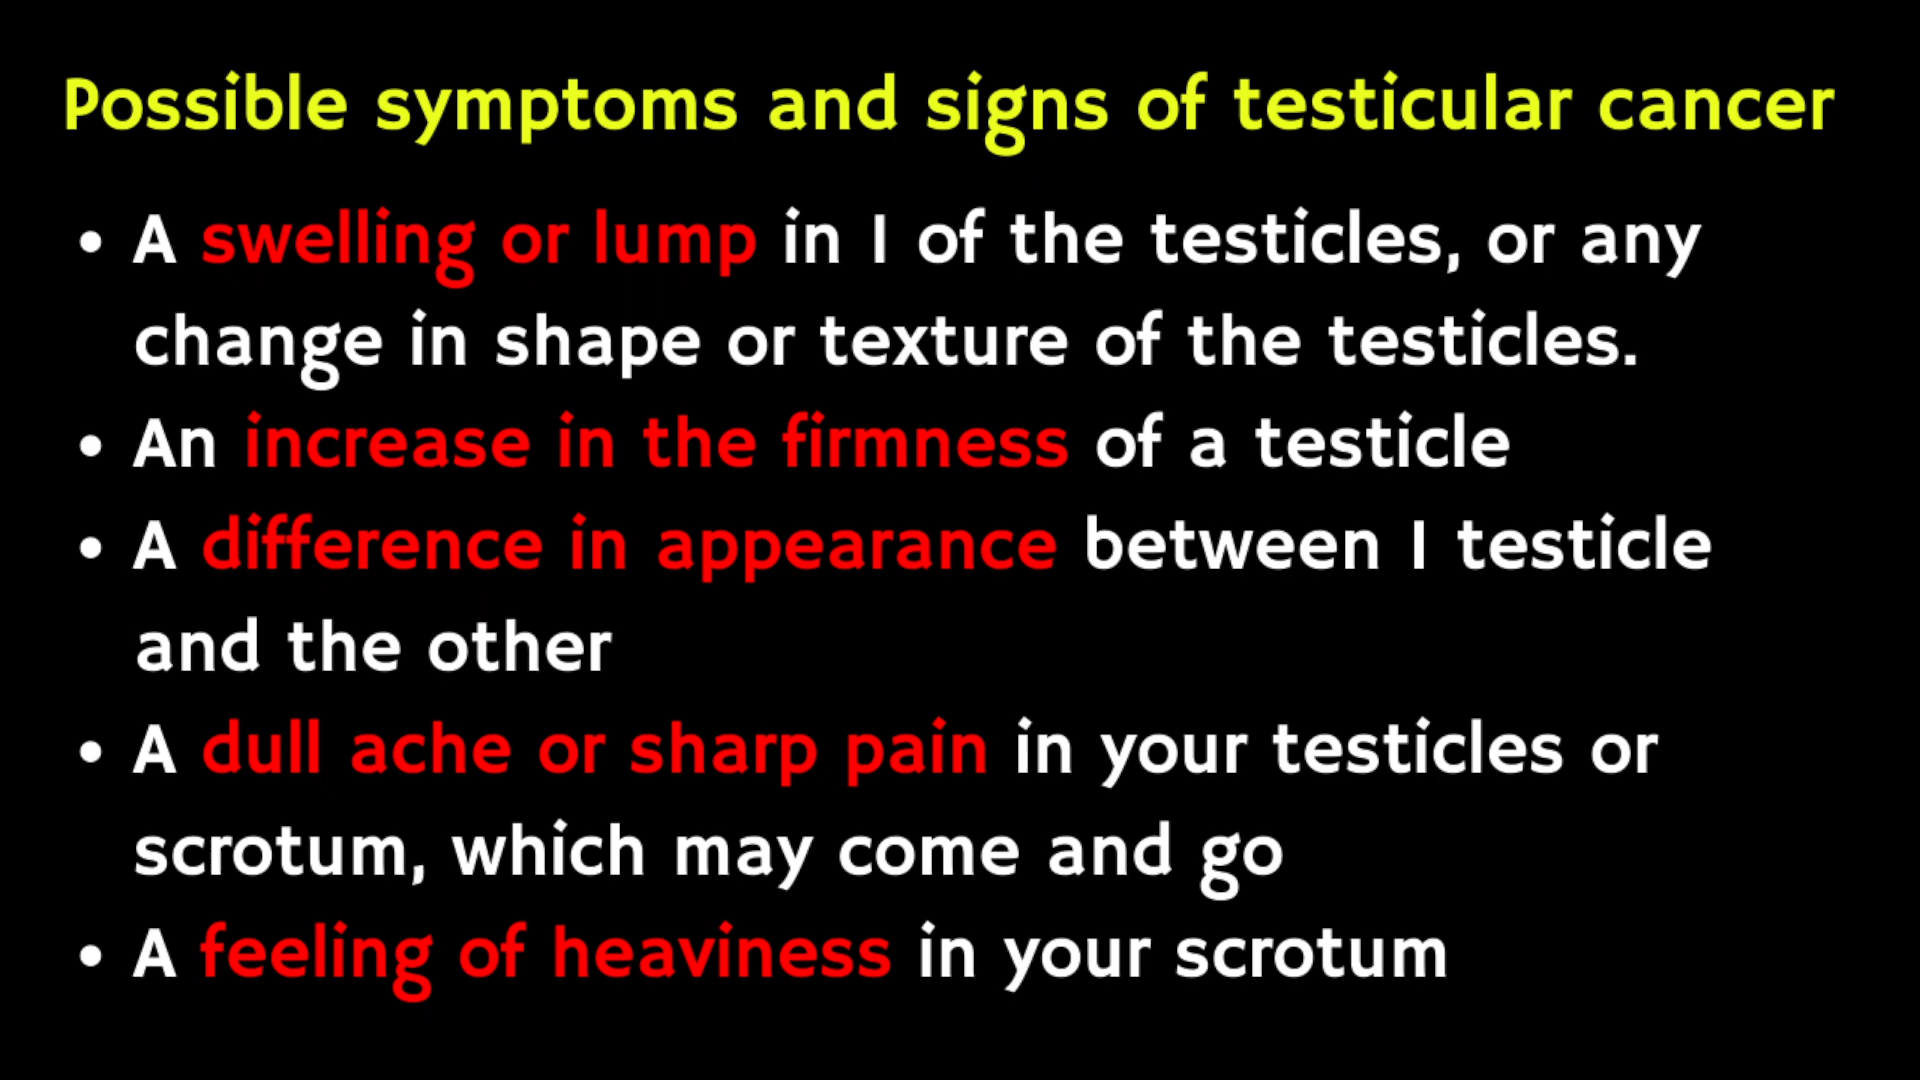 Possible symptoms and signs of testicular cancer
• A swelling or lump in 1 of the testicles, or any
change in shape or texture of the testicles.
• An increase in the firmness of a testicle
• A difference in appearance between 1 testicle
and the other
• A dull ache or sharp pain in your testicles or
scrotum, which may come and go
• A feeling of heaviness in your scrotum